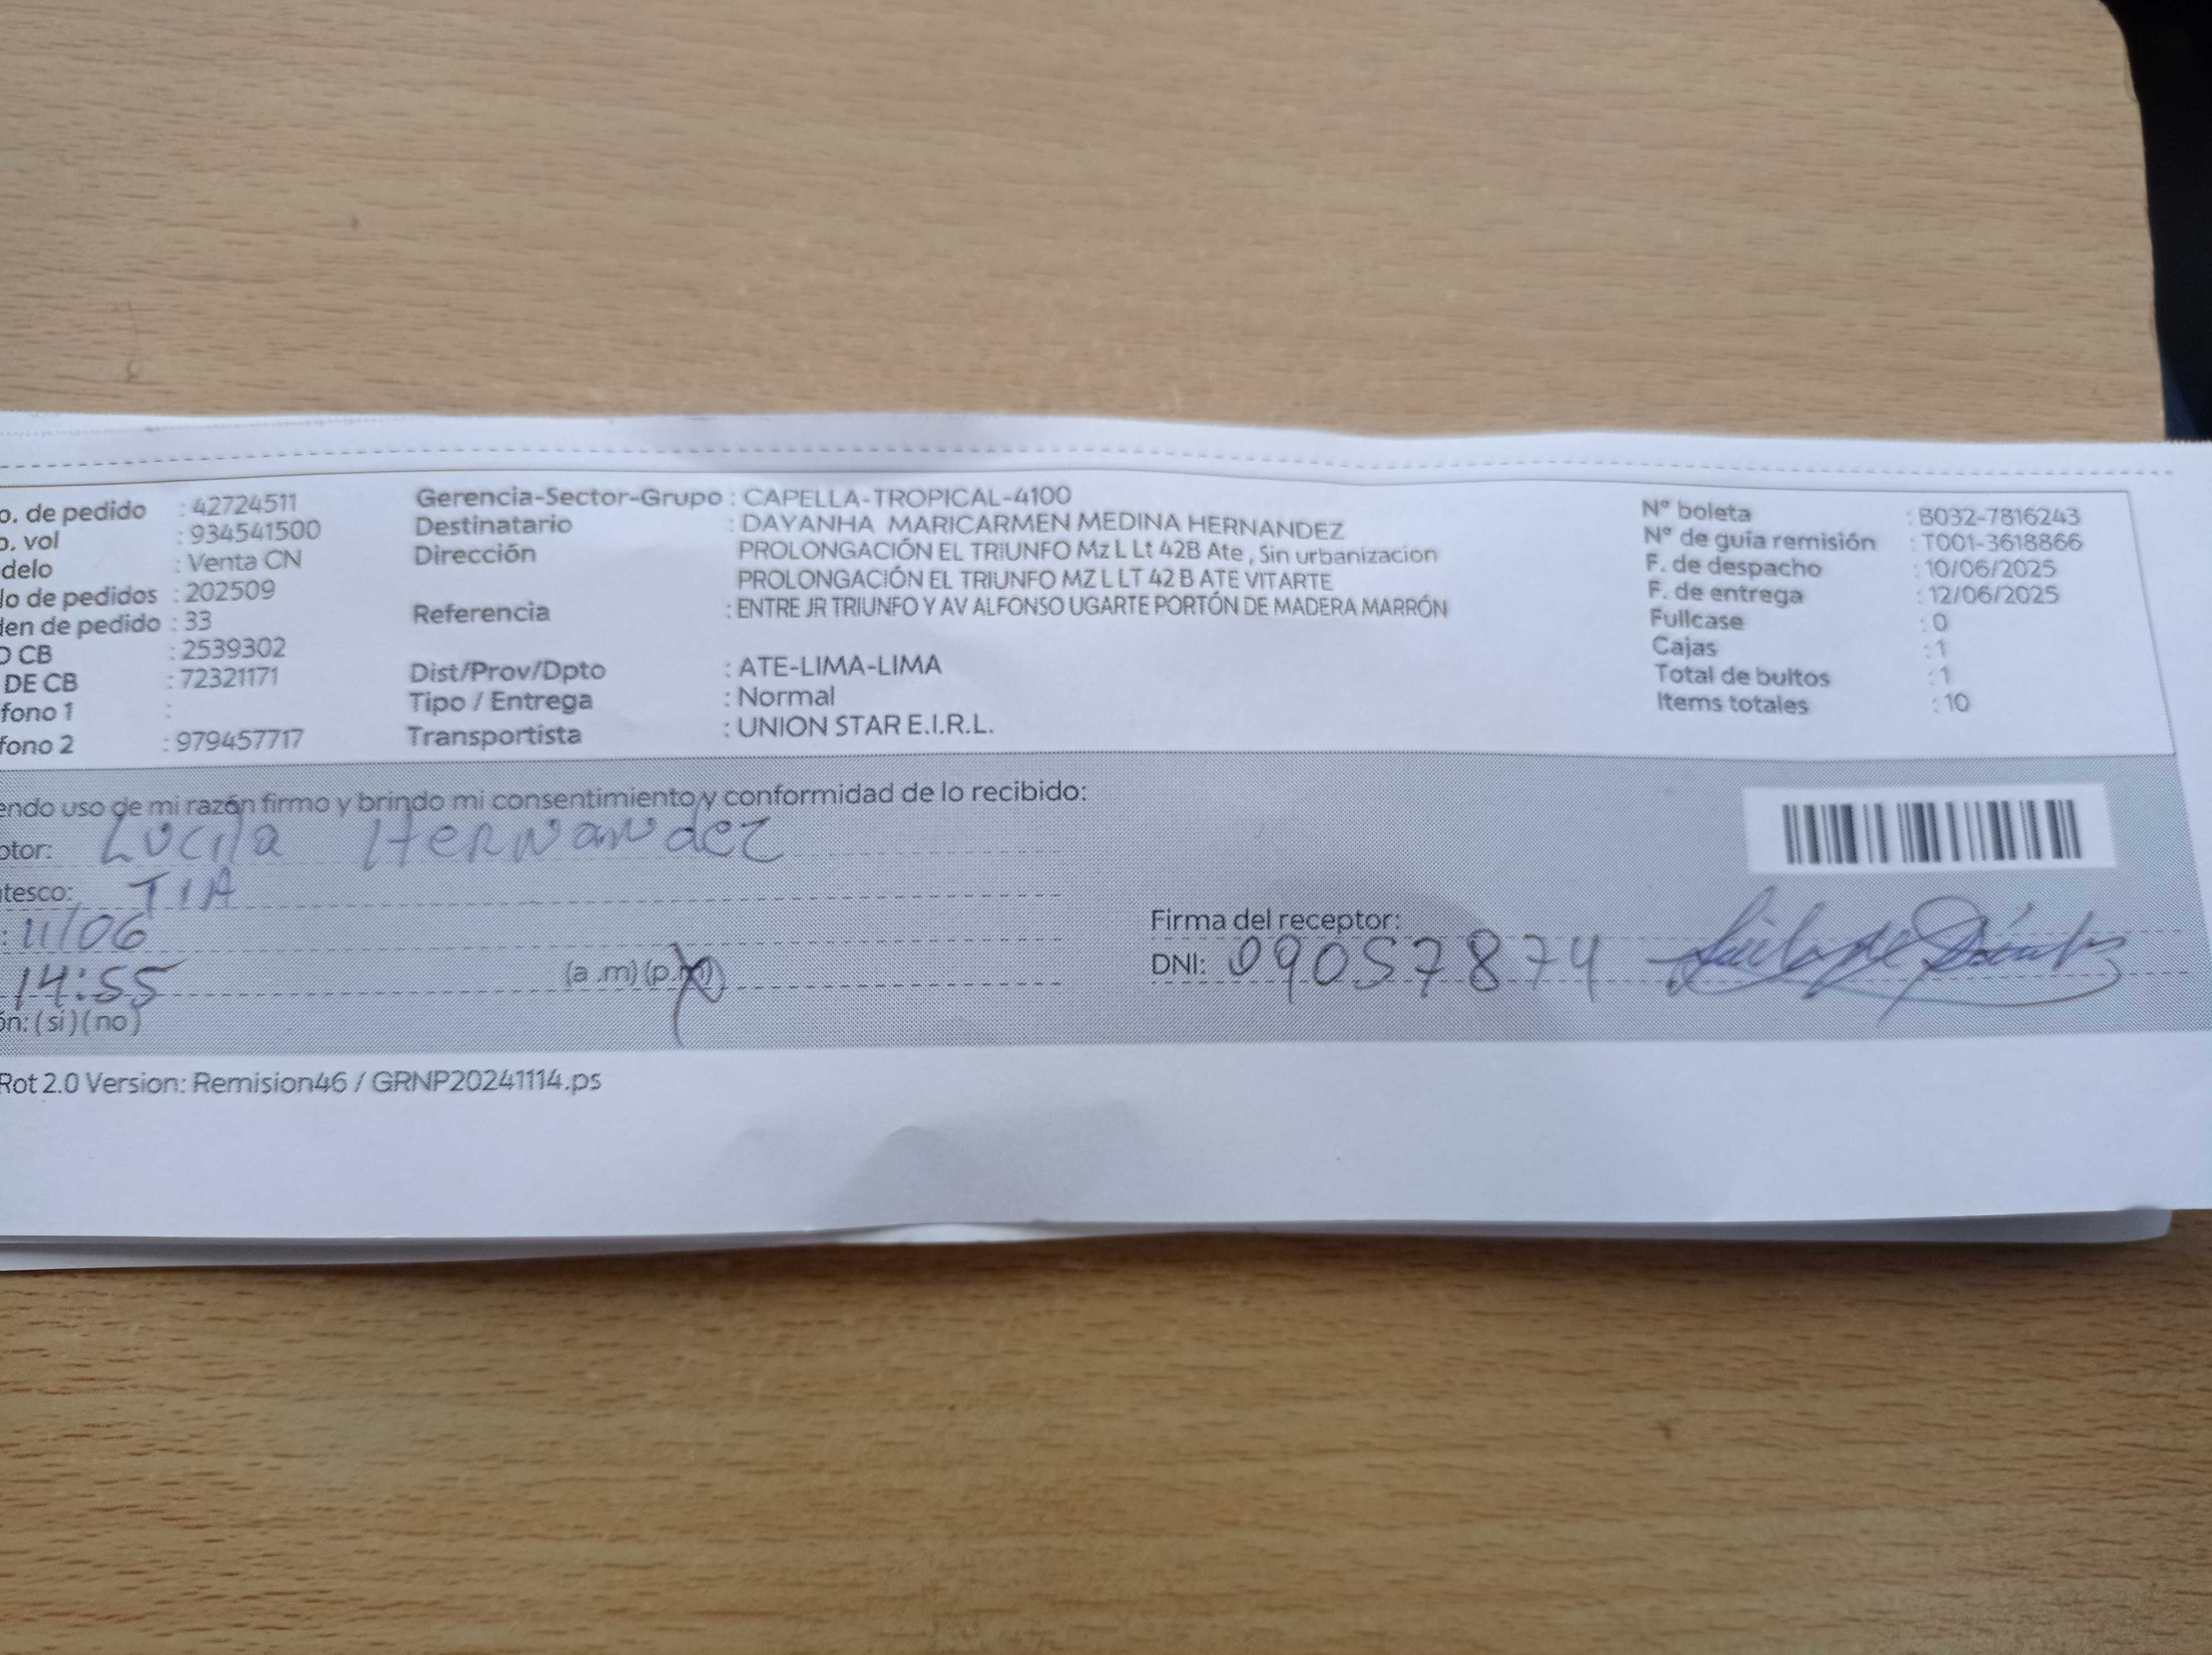 o. de pedido : 42724511 Gerencia-Sector-Grupo : CAPELLA-TROPICAL-4100 Nº boleta : B032-7816243
o. vol : 934541500 Destinatario : DAYANHA MARICARMEN MEDINA HERNANDEZ Nº de guía remisión : T001-3618866
delo : Venta CN Dirección PROLONGACIÓN EL TRIUNFO Mz L Lt 42B Ate , Sin urbanizacion F. de despacho : 10/06/2025
lo de pedidos : 202509 PROLONGACIÓN EL TRIUNFO MZ L LT 42 B ATE VITARTE F. de entrega : 12/06/2025
den de pedido : 33 Referencia : ENTRE JR TRIUNFO Y AV ALFONSO UGARTE PORTÓN DE MADERA MARRÓN Fullcase : 0
O CB : 2539302 Cajas : 1
DE CB : 72321171 Dist/Prov/Dpto : ATE-LIMA-LIMA Total de bultos : 1
fono 1 : Tipo / Entrega : Normal Items totales : 10
fono 2 : 979457717 Transportista : UNION STAR E.I.R.L.
endo uso de mi razón firmo y brindo mi consentimiento y conformidad de lo recibido:
ptor: Lucila Hernandez
ntesco: TIA
: 11/06 Firma del receptor:
14:55 (a .m) (p.m) DNI: 09057874
ón: ( si ) ( no )
Rot 2.0 Version: Remision46 / GRNP20241114.ps